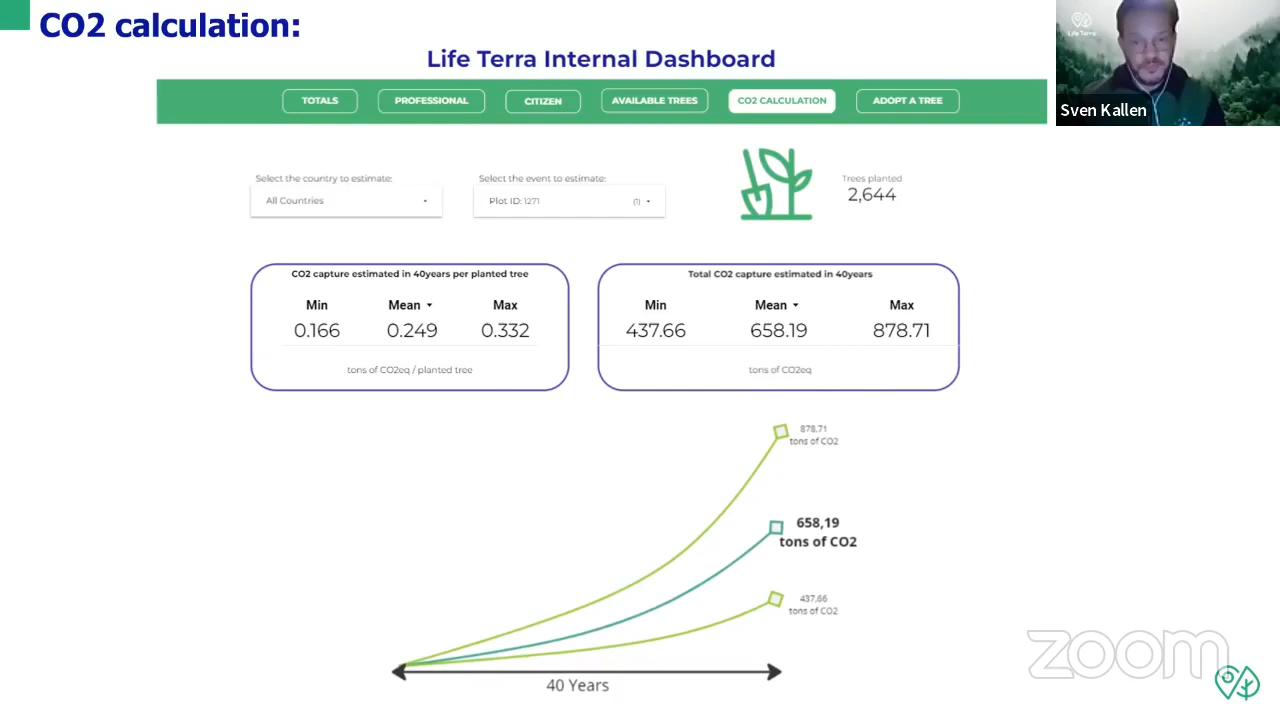 CO2 calculation:
Life Terra Internal Dashboard
TOTALS
PROFESSIONAL
CITIZEN
AVAILABLE TREES
CO2 CALCULATION
ADOPT A TREE
Life Terra
Sven Kallen
Select the country to estimate:
All Countries
Select the event to estimate:
Plot ID: 1271 (1)
Trees planted
2,644
CO2 capture estimated in 40years per planted tree
Min Mean Max
0.166 0.249 0.332
tons of CO2eq / planted tree
Total CO2 capture estimated in 40years
Min Mean Max
437.66 658.19 878.71
tons of CO2eq
878,71
tons of CO2
658,19
tons of CO2
437,66
tons of CO2
40 Years
zoom